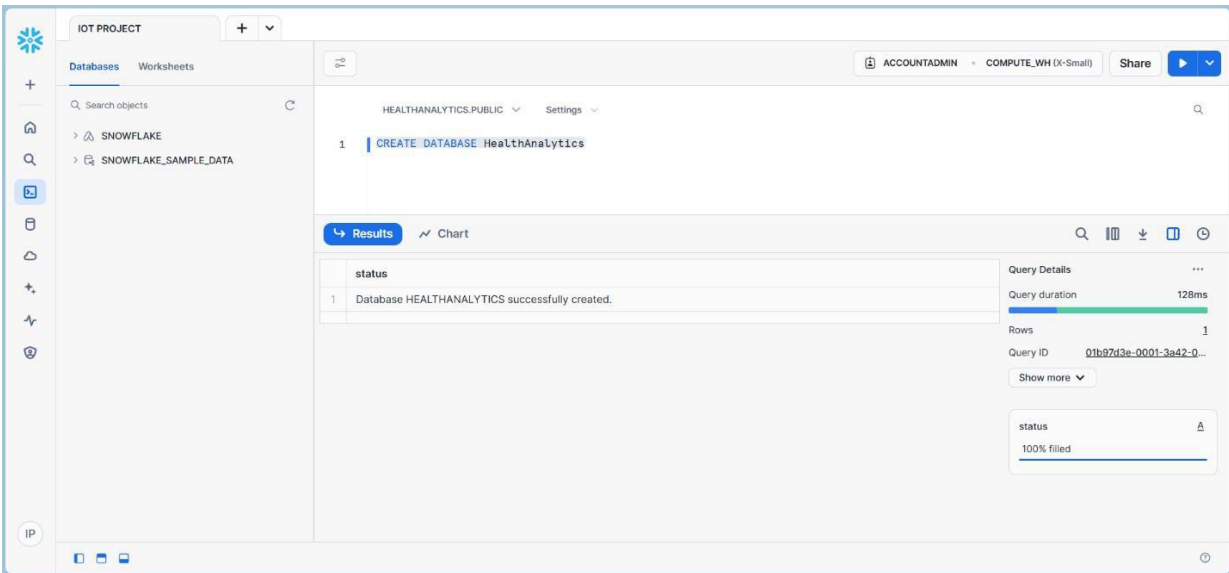 IOT PROJECT
Databases Worksheets
Search objects
SNOWFLAKE
SNOWFLAKE_SAMPLE_DATA
ACCOUNTADMIN COMPUTE_WH (X-Small) Share
HEALTHANALYTICS.PUBLIC Settings
1 CREATE DATABASE HealthAnalytics
Results Chart
status
1 Database HEALTHANALYTICS successfully created.
Query Details ...
Query duration 128ms
Rows 1
Query ID 01b97d3e-0001-3a42-0...
Show more
status A
100% filled
IP